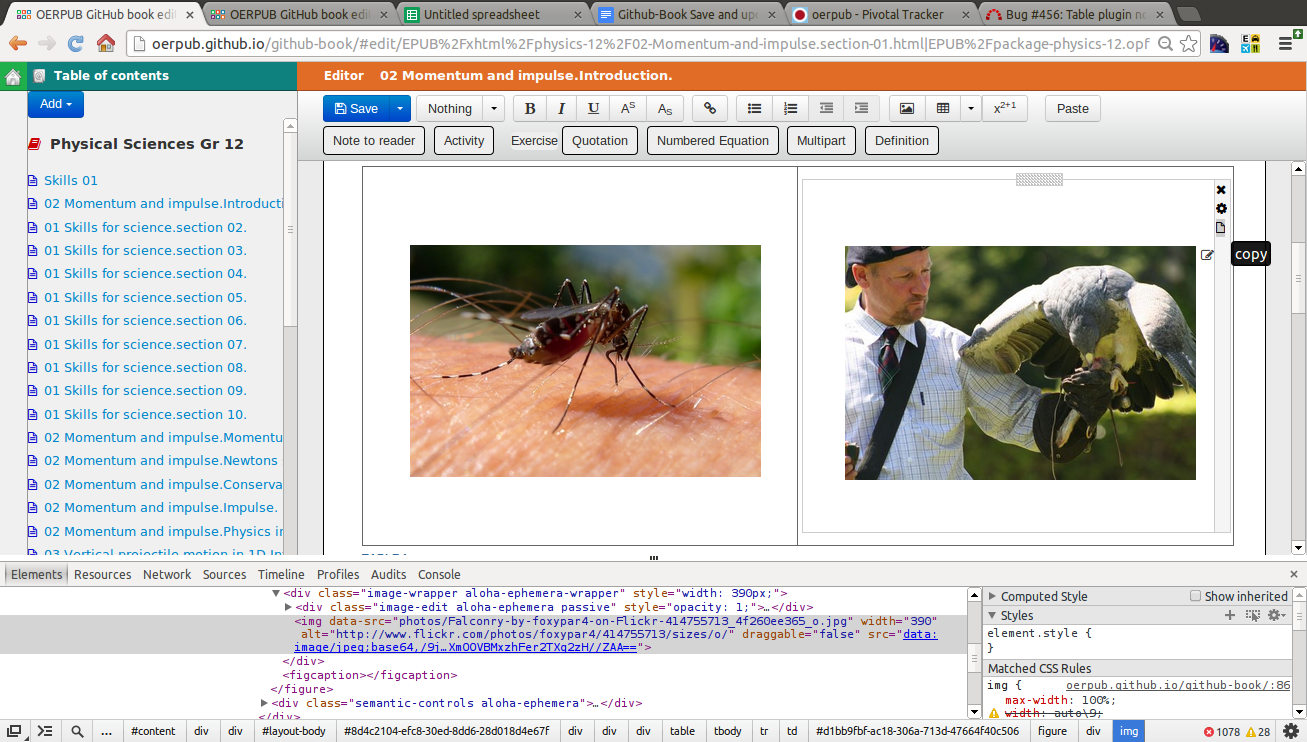 OERPUB GitHub book edi
OERPUB GitHub book edi
Untitled spreadsheet
Github-Book Save and up
oerpub - Pivotal Tracker
Bug #456: Table plugin n
oerpub.github.io/github-book/#edit/EPUB%2Fxhtml%2Fphysics-12%2F02-Momentum-and-impulse.section-01.html|EPUB%2Fpackage-physics-12.opf
Table of contents
Editor 02 Momentum and impulse.Introduction.
Add
Save
Nothing
B I U A^S A_S
x²⁺¹
Paste
Note to reader
Activity
Exercise
Quotation
Numbered Equation
Multipart
Definition
Physical Sciences Gr 12
Skills 01
02 Momentum and impulse.Introducti
01 Skills for science.section 02.
01 Skills for science.section 03.
01 Skills for science.section 04.
01 Skills for science.section 05.
01 Skills for science.section 06.
01 Skills for science.section 07.
01 Skills for science.section 08.
01 Skills for science.section 09.
01 Skills for science.section 10.
02 Momentum and impulse.Momentu
02 Momentum and impulse.Newtons
02 Momentum and impulse.Conserva
02 Momentum and impulse.Impulse.
02 Momentum and impulse.Physics in
03 Vertical projectile motion in 1D.In
copy
Elements Resources Network Sources Timeline Profiles Audits Console
<div class="image-wrapper aloha-ephemera-wrapper" style="width: 390px;">
<div class="image-edit aloha-ephemera passive" style="opacity: 1;">…</div>
<img data-src="photos/Falconry-by-foxypar4-on-Flickr-414755713_4f260ee365_o.jpg" width="390"
alt="http://www.flickr.com/photos/foxypar4/414755713/sizes/o/" draggable="false" src="data:
image/jpeg;base64,/9j…XmOOVBMxzhFer2TXq2zH//ZAA==">
</div>
<figcaption></figcaption>
</figure>
<div class="semantic-controls aloha-ephemera">…</div>
</div>
Computed Style
Show inherited
Styles
element.style {
}
Matched CSS Rules
img { oerpub.github.io/github-book/:86
max-width: 100%;
width: auto\9;
... #content div div #layout-body #8d4c2104-efc8-30ed-8dd6-28d018d4e67f div div div table tbody tr td #d1bb9fbf-ac18-306a-713d-47664f40c506 figure div img
1078 28